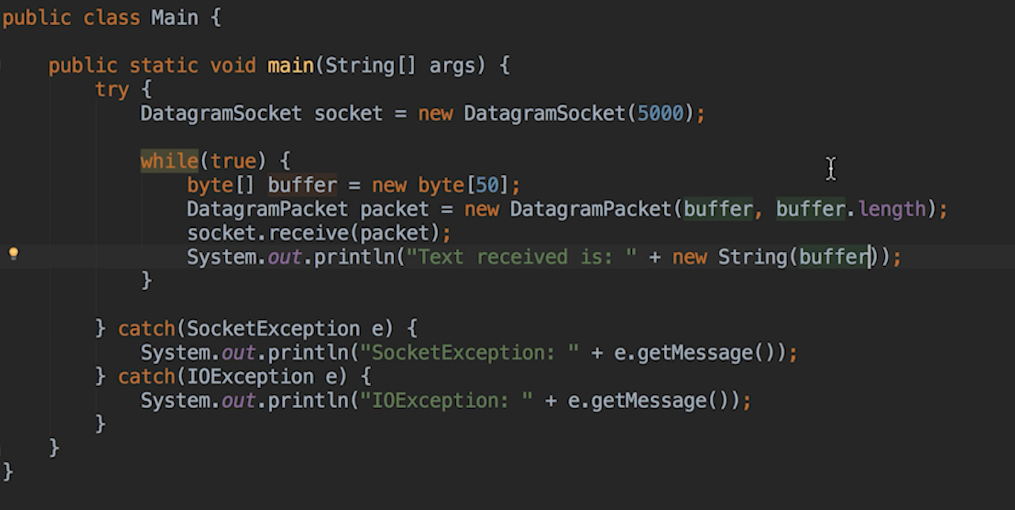 public class Main {
public static void main(String[] args) {
try {
DatagramSocket socket = new DatagramSocket(5000);
while(true) {
byte[] buffer = new byte[50];
DatagramPacket packet = new DatagramPacket(buffer, buffer.length);
socket.receive(packet);
System.out.println("Text received is: " + new String(buffer));
}
} catch(SocketException e) {
System.out.println("SocketException: " + e.getMessage());
} catch(IOException e) {
System.out.println("IOException: " + e.getMessage());
}
}
}